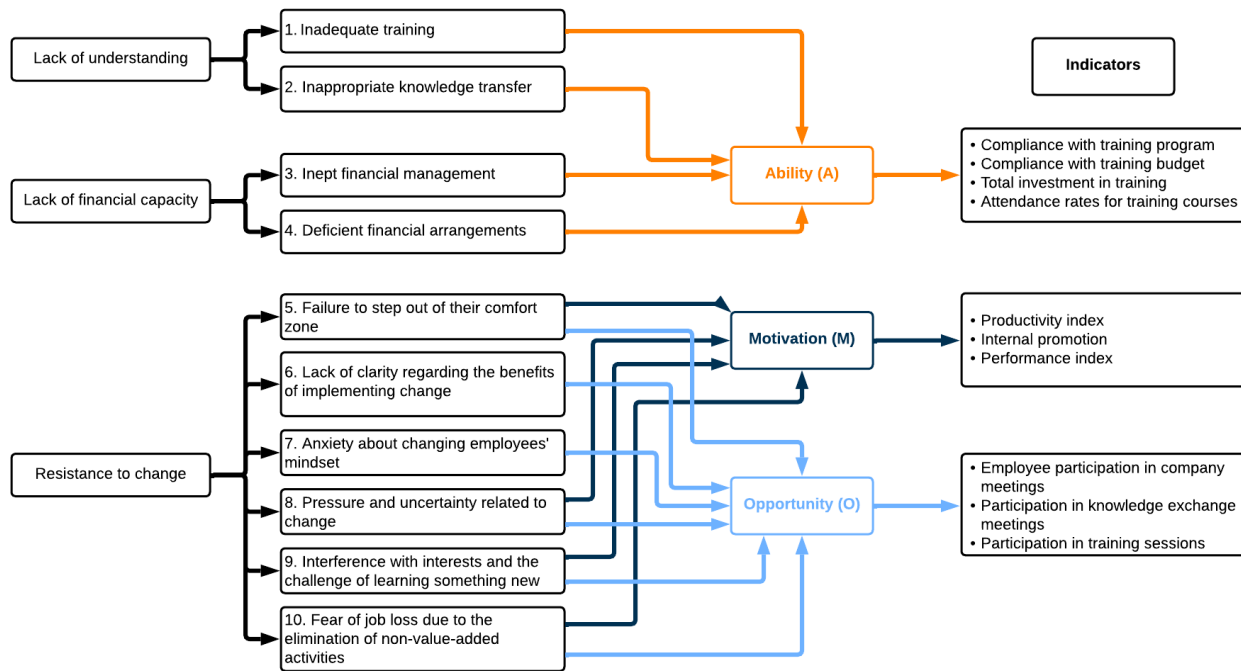 Lack of understanding
1. Inadequate training
2. Inappropriate knowledge transfer
Lack of financial capacity
3. Inept financial management
4. Deficient financial arrangements
Resistance to change
5. Failure to step out of their comfort
zone
6. Lack of clarity regarding the benefits
of implementing change
7. Anxiety about changing employees'
mindset
8. Pressure and uncertainty related to
change
9. Interference with interests and the
challenge of learning something new
10. Fear of job loss due to the
elimination of non-value-added
activities
Ability (A)
Motivation (M)
Opportunity (O)
Indicators
• Compliance with training program
• Compliance with training budget
• Total investment in training
• Attendance rates for training courses
• Productivity index
• Internal promotion
• Performance index
• Employee participation in company
meetings
• Participation in knowledge exchange
meetings
• Participation in training sessions